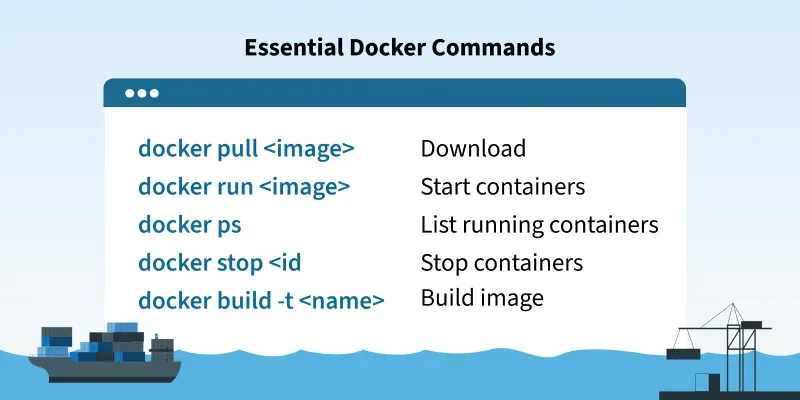 Essential Docker Commands
docker pull <image> Download
docker run <image> Start containers
docker ps List running containers
docker stop <id Stop containers
docker build -t <name> Build image